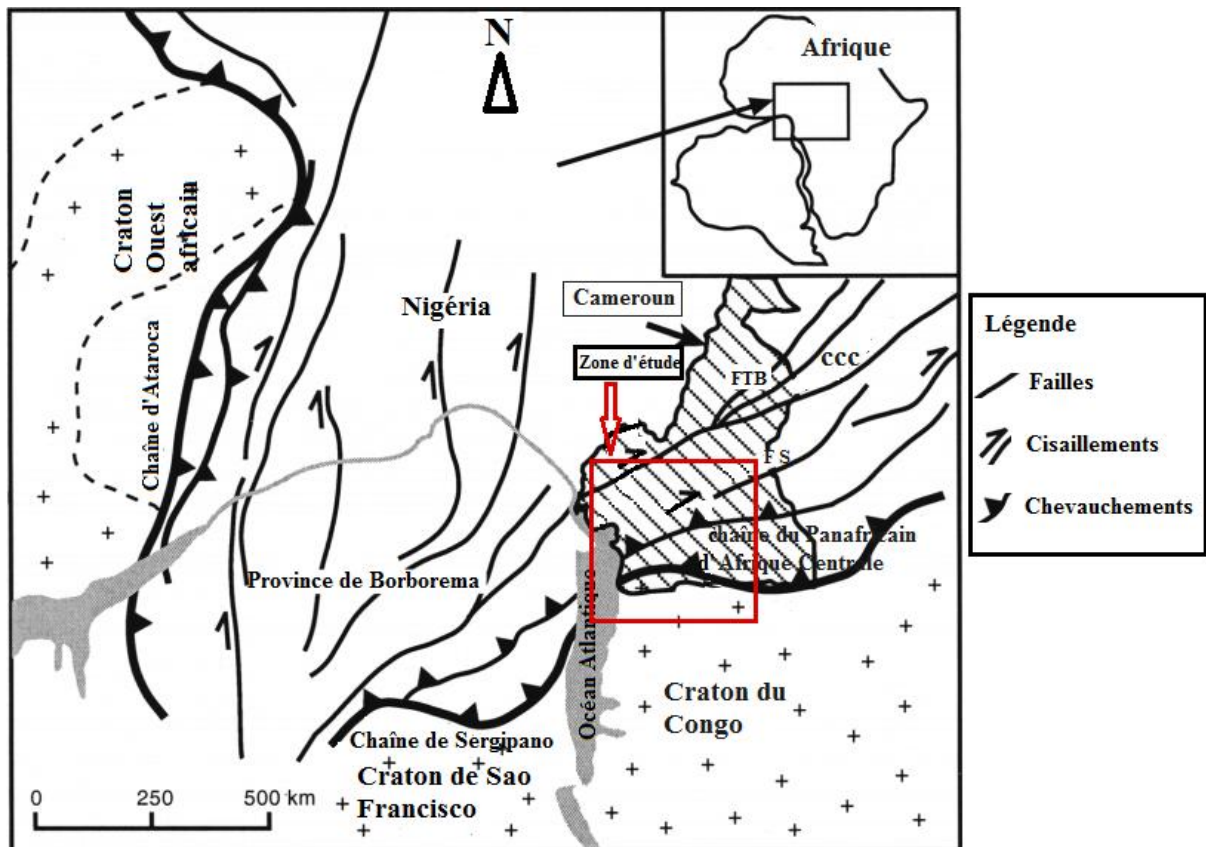 N
Afrique
Craton
Ouest
africain
Cameroun
Nigéria
Zone d'étude
CCC
FTB
F S
Chaîne d'Ataroca
chaîne du Panafricain
d'Afrique Centrale
Province de Borborema
Océan Atlantique
Craton du
Congo
Chaîne de Sergipano
Craton de Sao
Francisco
0 250 500 km
Légende
Failles
Cisaillements
Chevauchements